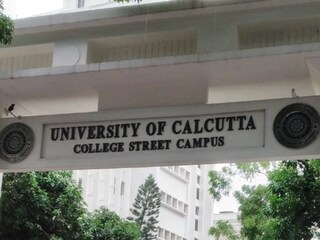 UNIVERSITY OF CALCUTTA
COLLEGE STREET CAMPUS